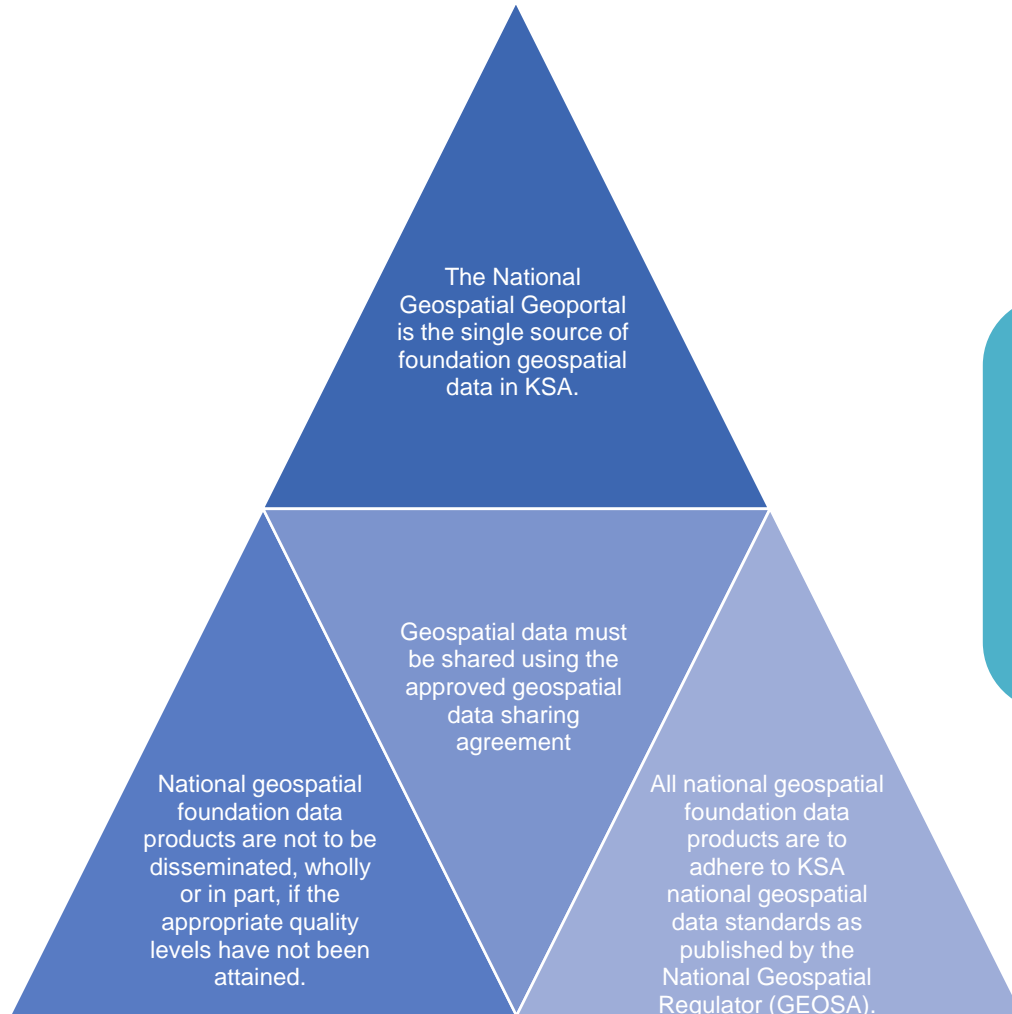 The National
Geospatial Geoportal
is the single source of
foundation geospatial
data in KSA.
Geospatial data must
be shared using the
approved geospatial
data sharing
agreement
National geospatial
foundation data
products are not to be
disseminated, wholly
or in part, if the
appropriate quality
levels have not been
attained.
All national geospatial
foundation data
products are to
adhere to KSA
national geospatial
data standards as
published by the
National Geospatial
Regulator (GEOSA).